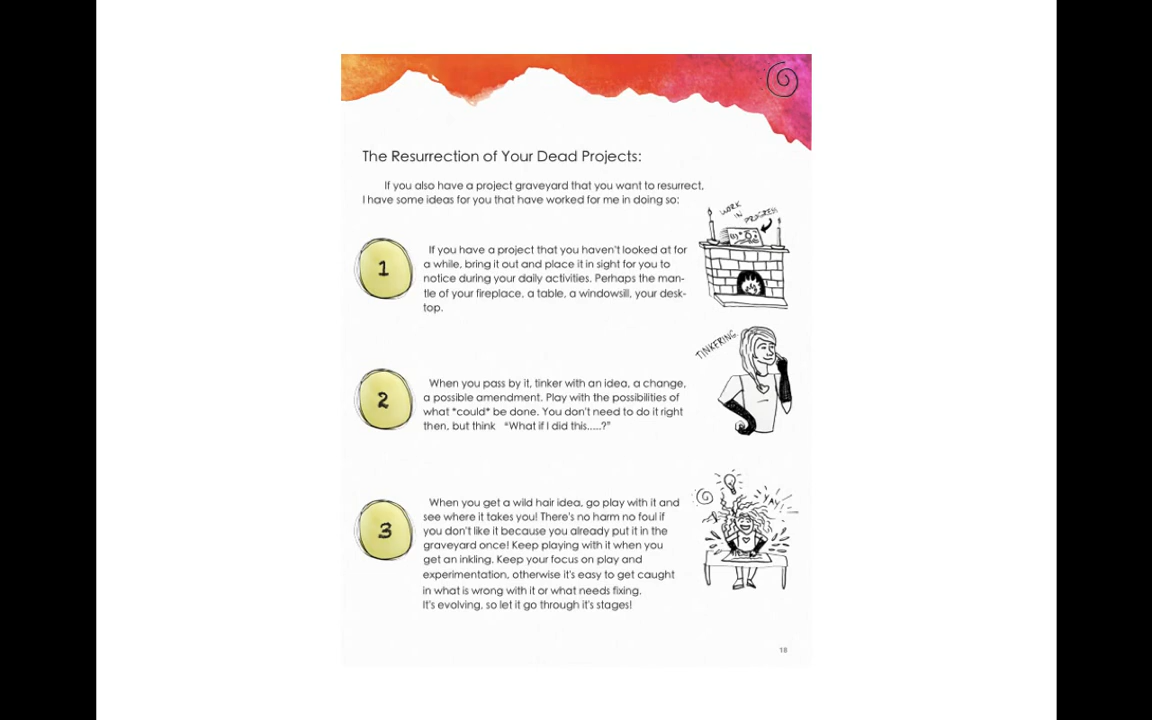 The Resurrection of Your Dead Projects:
If you also have a project graveyard that you want to resurrect,
I have some ideas for you that have worked for me in doing so:
WORK
IN
PROGRESS
1
If you have a project that you haven't looked at for
a while, bring it out and place it in sight for you to
notice during your daily activities. Perhaps the man-
tle of your fireplace, a table, a windowsill, your desk-
top.
TINKERING
2
When you pass by it, tinker with an idea, a change,
a possible amendment. Play with the possibilities of
what *could* be done. You don't need to do it right
then, but think “What if I did this.....?”
YAY!
3
When you get a wild hair idea, go play with it and
see where it takes you! There's no harm no foul if
you don't like it because you already put it in the
graveyard once! Keep playing with it when you
get an inkling. Keep your focus on play and
experimentation, otherwise it's easy to get caught
in what is wrong with it or what needs fixing.
It's evolving, so let it go through it's stages!
18